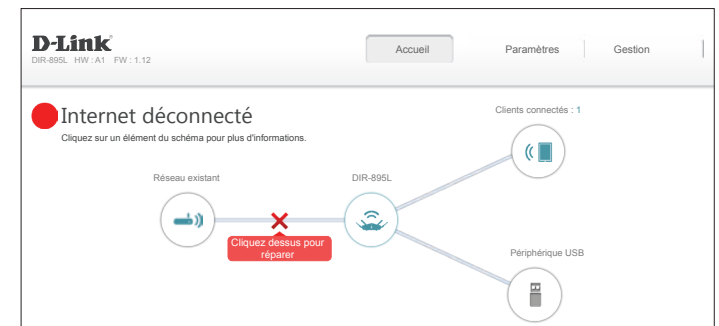 D-Link
DIR-895L HW : A1 FW : 1.12
Accueil
Paramètres
Gestion
Internet déconnecté
Cliquez sur un élément du schéma pour plus d'informations.
Clients connectés : 1
Réseau existant
DIR-895L
Cliquez dessus pour
réparer
Périphérique USB